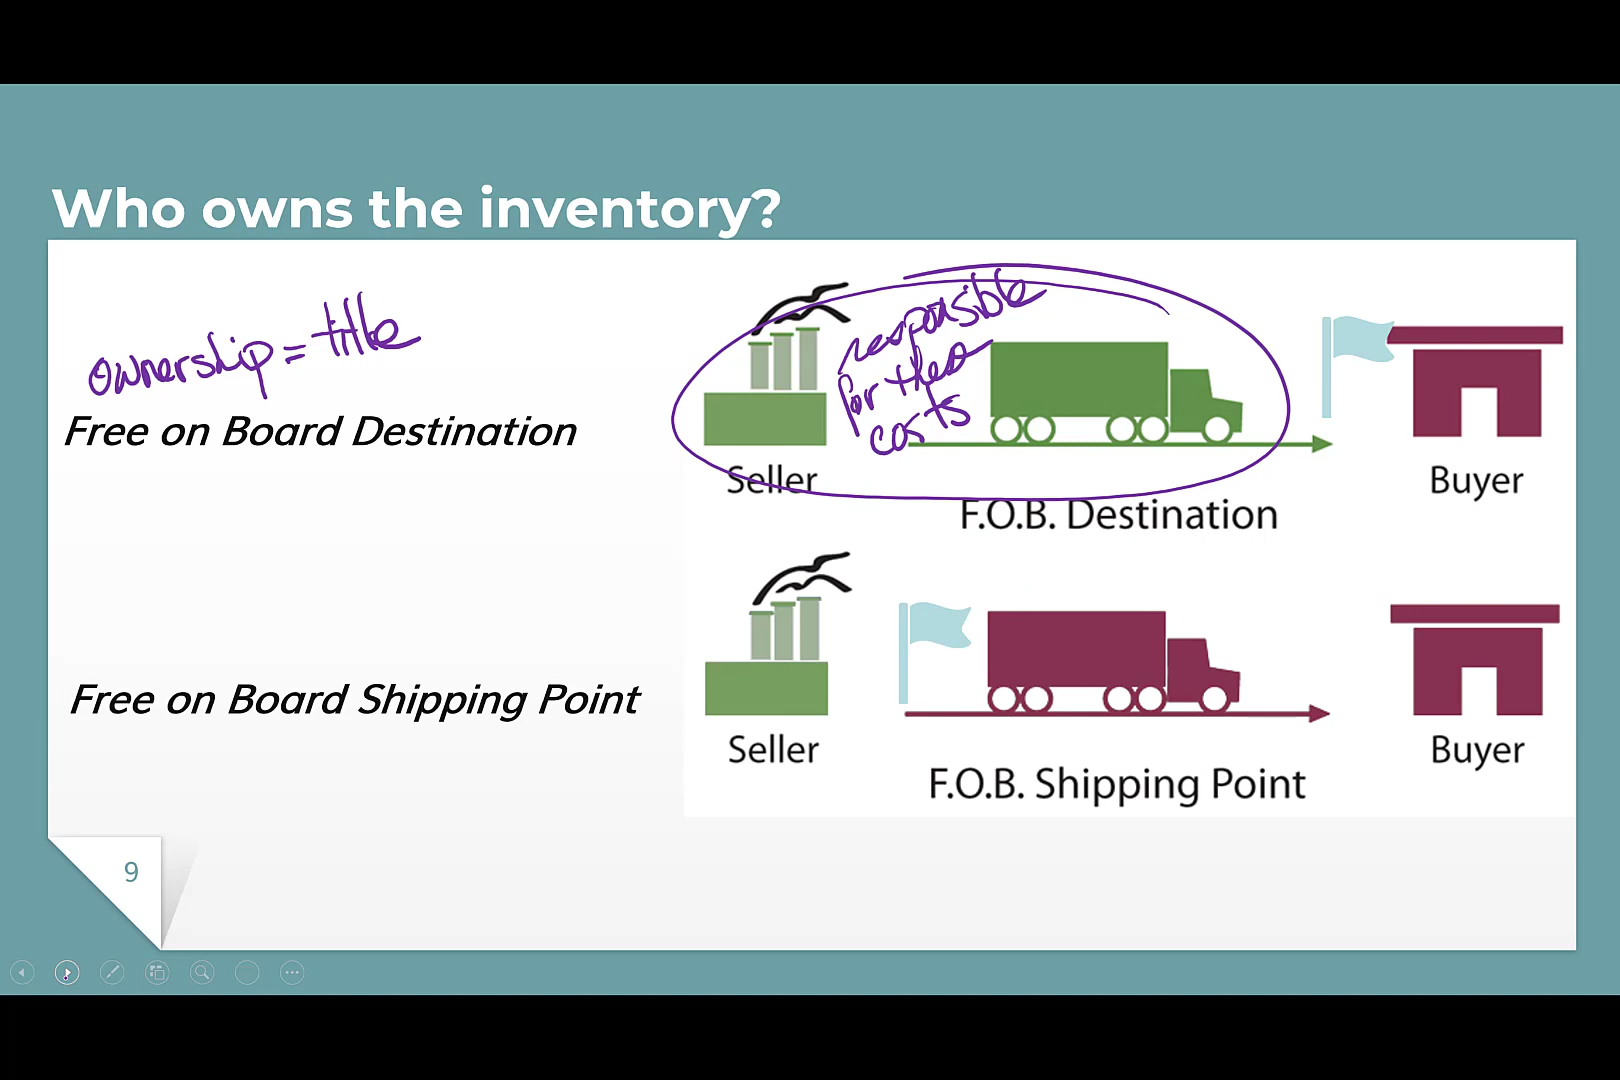 Who owns the inventory?
ownership = title
Free on Board Destination
responsible
for these
costs
Seller
Buyer
F.O.B. Destination
Free on Board Shipping Point
Seller
Buyer
F.O.B. Shipping Point
9